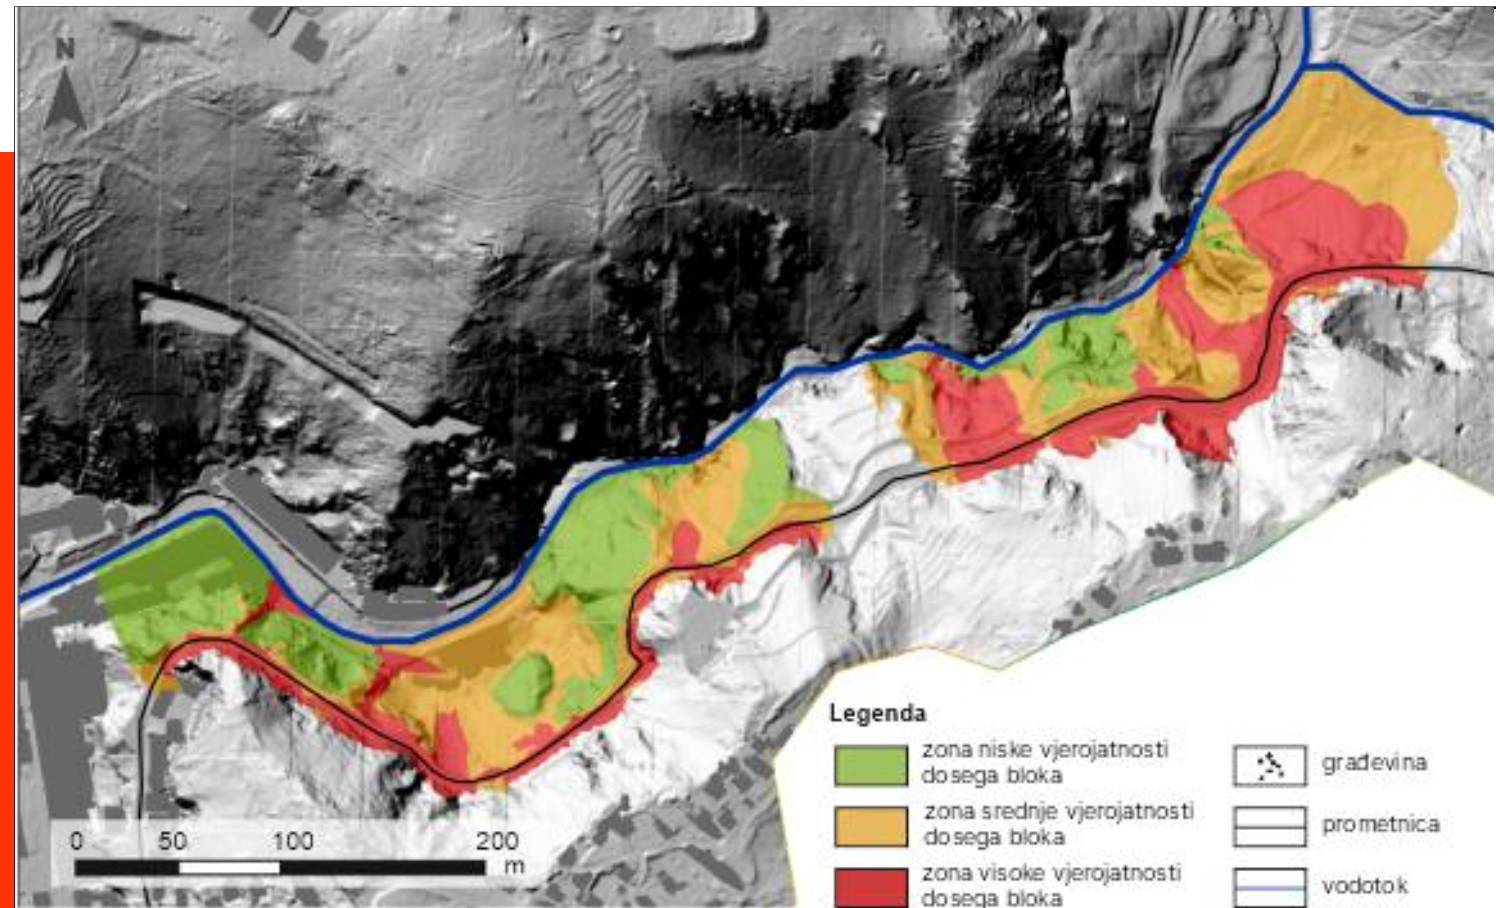 N
Legenda
zona niske vjerojatnosti
dosega bloka
građevina
zona srednje vjerojatnosti
dosega bloka
prometnica
zona visoke vjerojatnosti
dosega bloka
vodotok
0 50 100 200
m